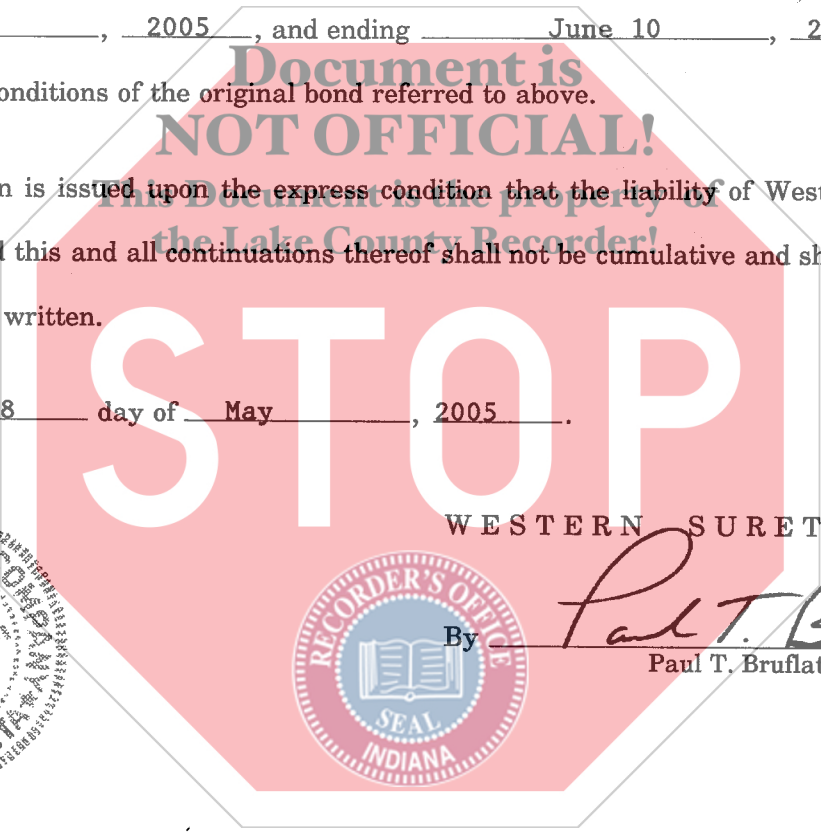 , 2005, and ending June 10, 2
Document is
onditions of the original bond referred to above.
NOT OFFICIAL!
n is issued upon the express condition that the liability of West
This Document is the property of
the Lake County Recorder!
d this and all continuations thereof shall not be cumulative and sh
written.
STOP
8 day of May, 2005.
WESTERN SURET
By Paul T. B
Paul T. Bruflat
RECORDER'S OFFICE
SEAL
INDIANA
COMPANY